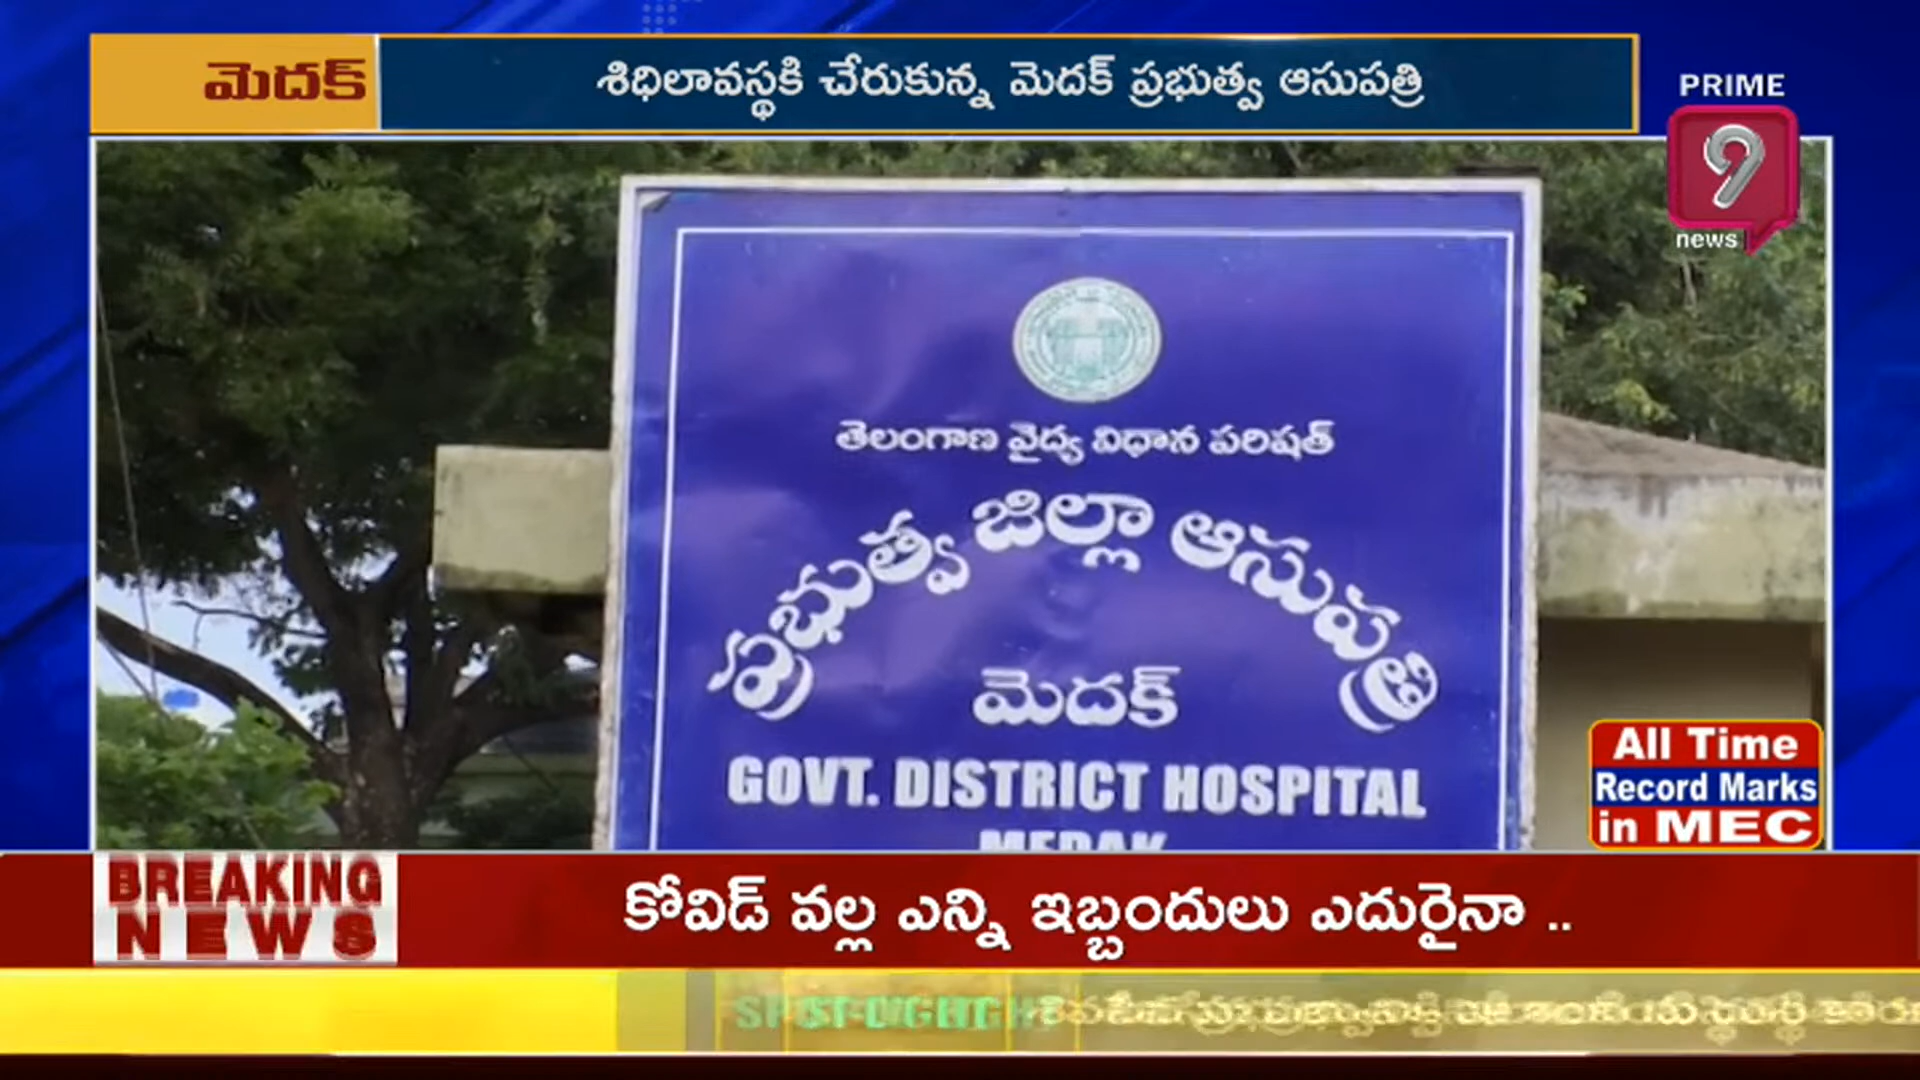 మెదక్
శిధిలావస్థకి చేరుకున్న మెదక్ ప్రభుత్వ ఆసుపత్రి
PRIME
9
news
తెలంగాణ వైద్య విధాన పరిషత్
ప్రభుత్వ జిల్లా ఆసుపత్రి
మెదక్
GOVT. DISTRICT HOSPITAL
MEDAK
All Time
Record Marks
in MEC
BREAKING
NEWS
కోవిడ్ వల్ల ఎన్ని ఇబ్బందులు ఎదురైనా ..